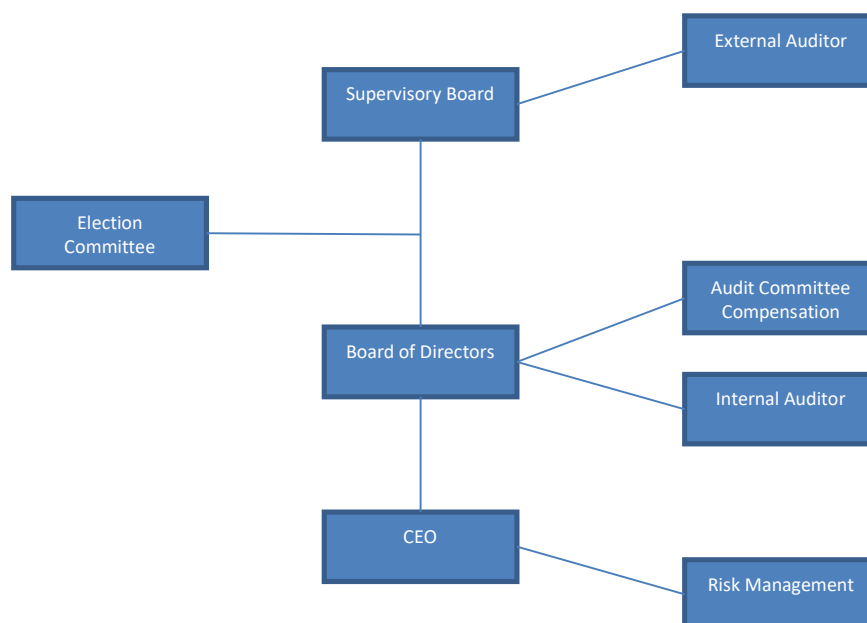 External Auditor
Supervisory Board
Election
Committee
Audit Committee
Compensation
Board of Directors
Internal Auditor
CEO
Risk Management